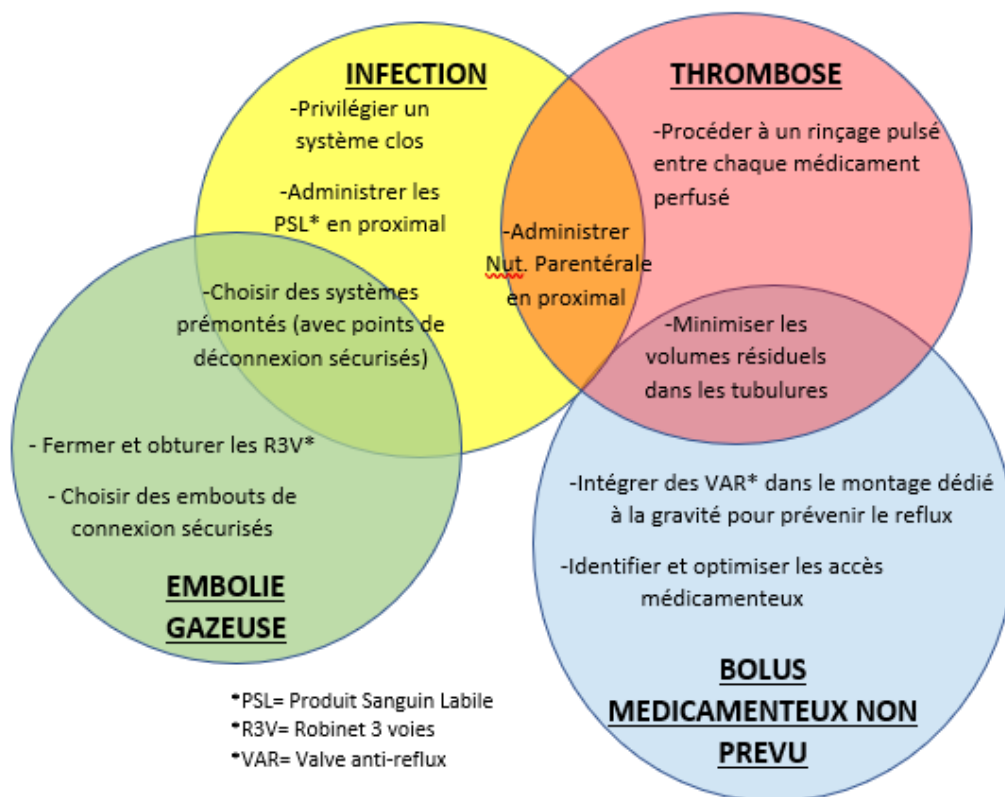 INFECTION
-Privilégier un
système clos
-Administrer les
PSL* en proximal
THROMBOSE
-Procéder à un rinçage pulsé
entre chaque médicament
perfusé
-Administrer
Nut. Parentérale
en proximal
-Choisir des systèmes
prémontés (avec points de
déconnexion sécurisés)
-Minimiser les
volumes résiduels
dans les tubulures
- Fermer et obturer les R3V*
- Choisir des embouts de
connexion sécurisés
EMBOLIE
GAZEUSE
-Intégrer des VAR* dans le montage dédié
à la gravité pour prévenir le reflux
-Identifier et optimiser les accès
médicamenteux
BOLUS
MEDICAMENTEUX NON
PREVU
*PSL= Produit Sanguin Labile
*R3V= Robinet 3 voies
*VAR= Valve anti-reflux